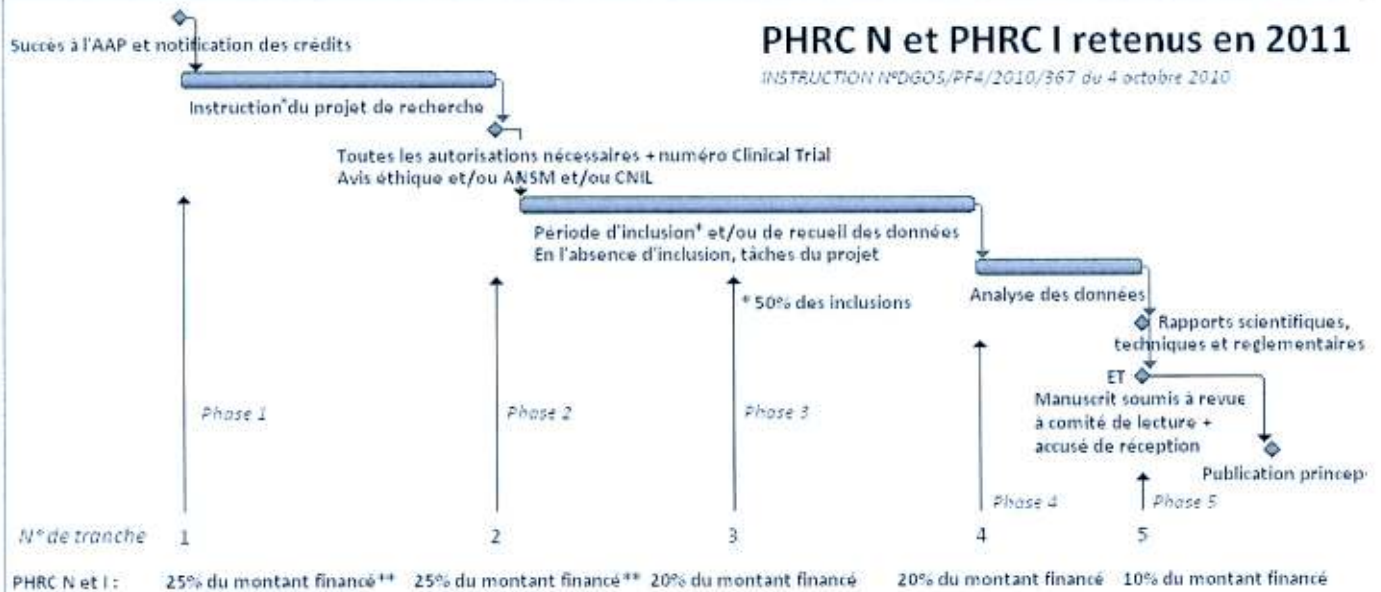 PHRC N et PHRC I retenus en 2011
INSTRUCTION N°DGOS/PF4/2010/367 du 4 octobre 2010
Succès à l'AAP et notification des crédits
Instruction*du projet de recherche
Toutes les autorisations nécessaires + numéro Clinical Trial
Avis éthique et/ou ANSM et/ou CNIL
Période d'inclusion* et/ou de recueil des données
En l'absence d'inclusion, tâches du projet
* 50% des inclusions
Analyse des données
Rapports scientifiques,
techniques et reglementaires
ET
Manuscrit soumis à revue
à comité de lecture +
accusé de réception
Publication princep
Phase 1
Phase 2
Phase 3
Phase 4
Phase 5
N° de tranche 1 2 3 4 5
PHRC N et I : 25% du montant financé** 25% du montant financé** 20% du montant financé 20% du montant financé 10% du montant financé